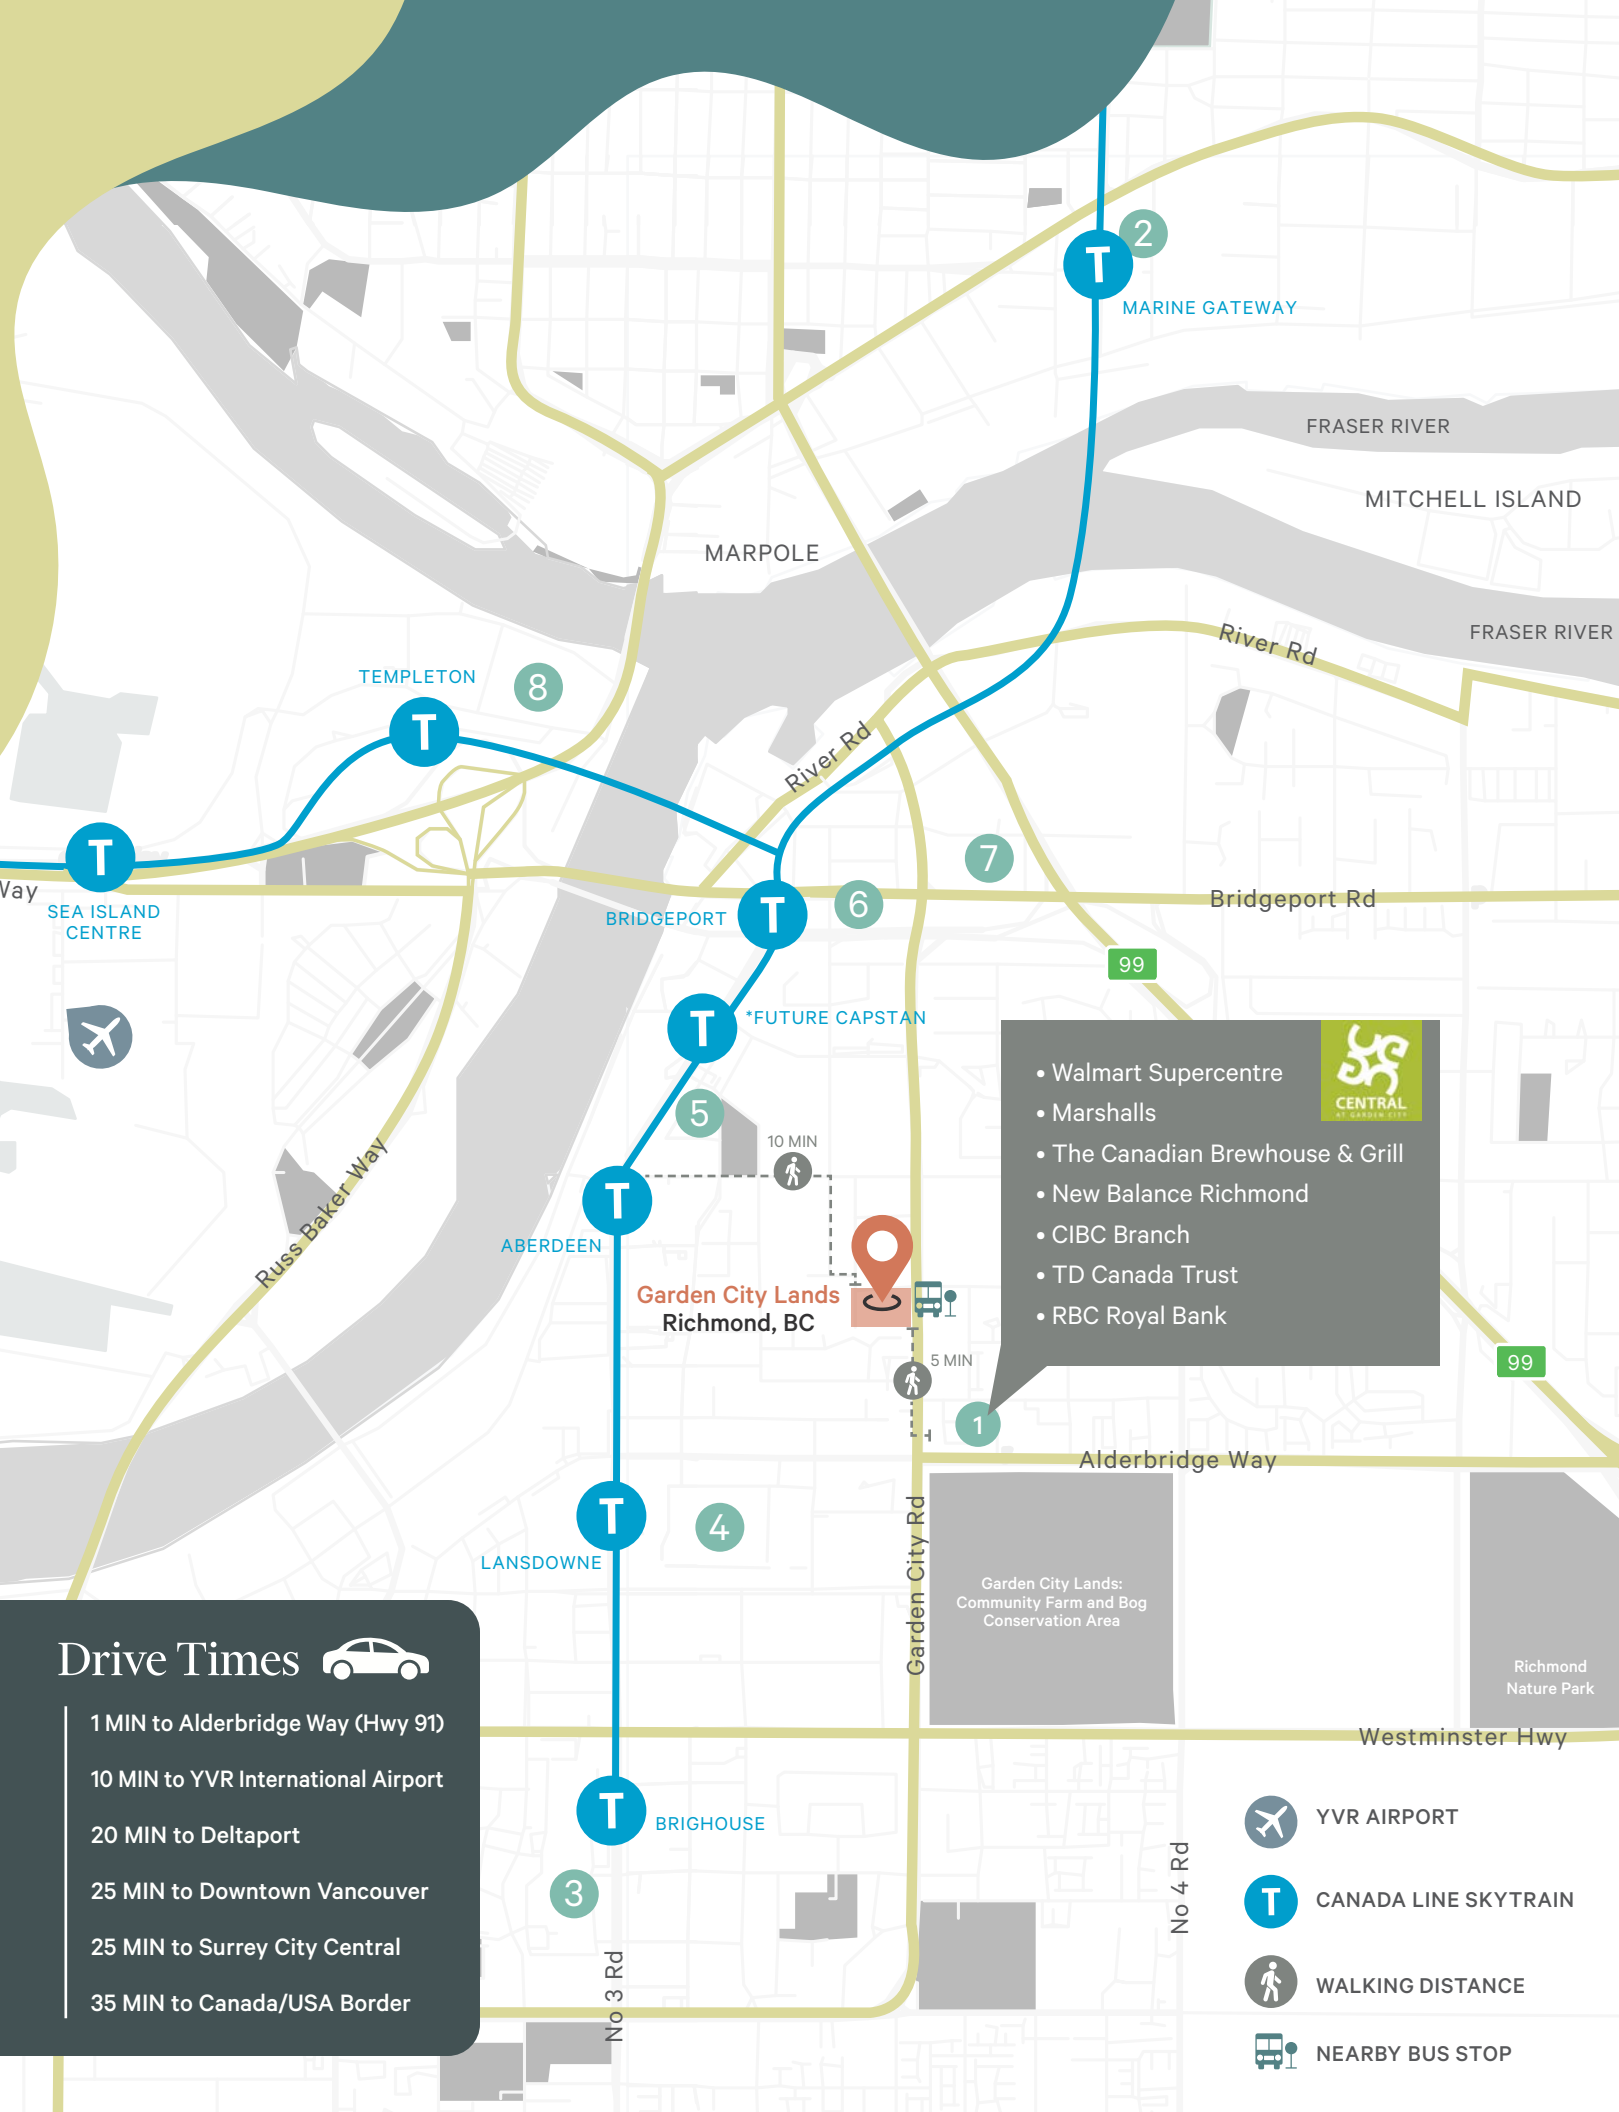 2
T
MARINE GATEWAY
FRASER RIVER
MITCHELL ISLAND
MARPOLE
FRASER RIVER
River Rd
TEMPLETON
8
T
River Rd
T
7
Way
SEA ISLAND
CENTRE
BRIDGEPORT
T
6
Bridgeport Rd
99
T
*FUTURE CAPSTAN
5
10 MIN
T
ABERDEEN
Russ Baker Way
Garden City Lands
Richmond, BC
• Walmart Supercentre
• Marshalls
• The Canadian Brewhouse & Grill
• New Balance Richmond
• CIBC Branch
• TD Canada Trust
• RBC Royal Bank
CENTRAL
AT GARDEN CITY
99
5 MIN
1
Alderbridge Way
T
LANSDOWNE
4
Garden City Rd
Garden City Lands:
Community Farm and Bog
Conservation Area
Richmond
Nature Park
Westminster Hwy
T
BRIGHOUSE
3
No 3 Rd
No 4 Rd
Drive Times
1 MIN to Alderbridge Way (Hwy 91)
10 MIN to YVR International Airport
20 MIN to Deltaport
25 MIN to Downtown Vancouver
25 MIN to Surrey City Central
35 MIN to Canada/USA Border
YVR AIRPORT
T
CANADA LINE SKYTRAIN
WALKING DISTANCE
NEARBY BUS STOP